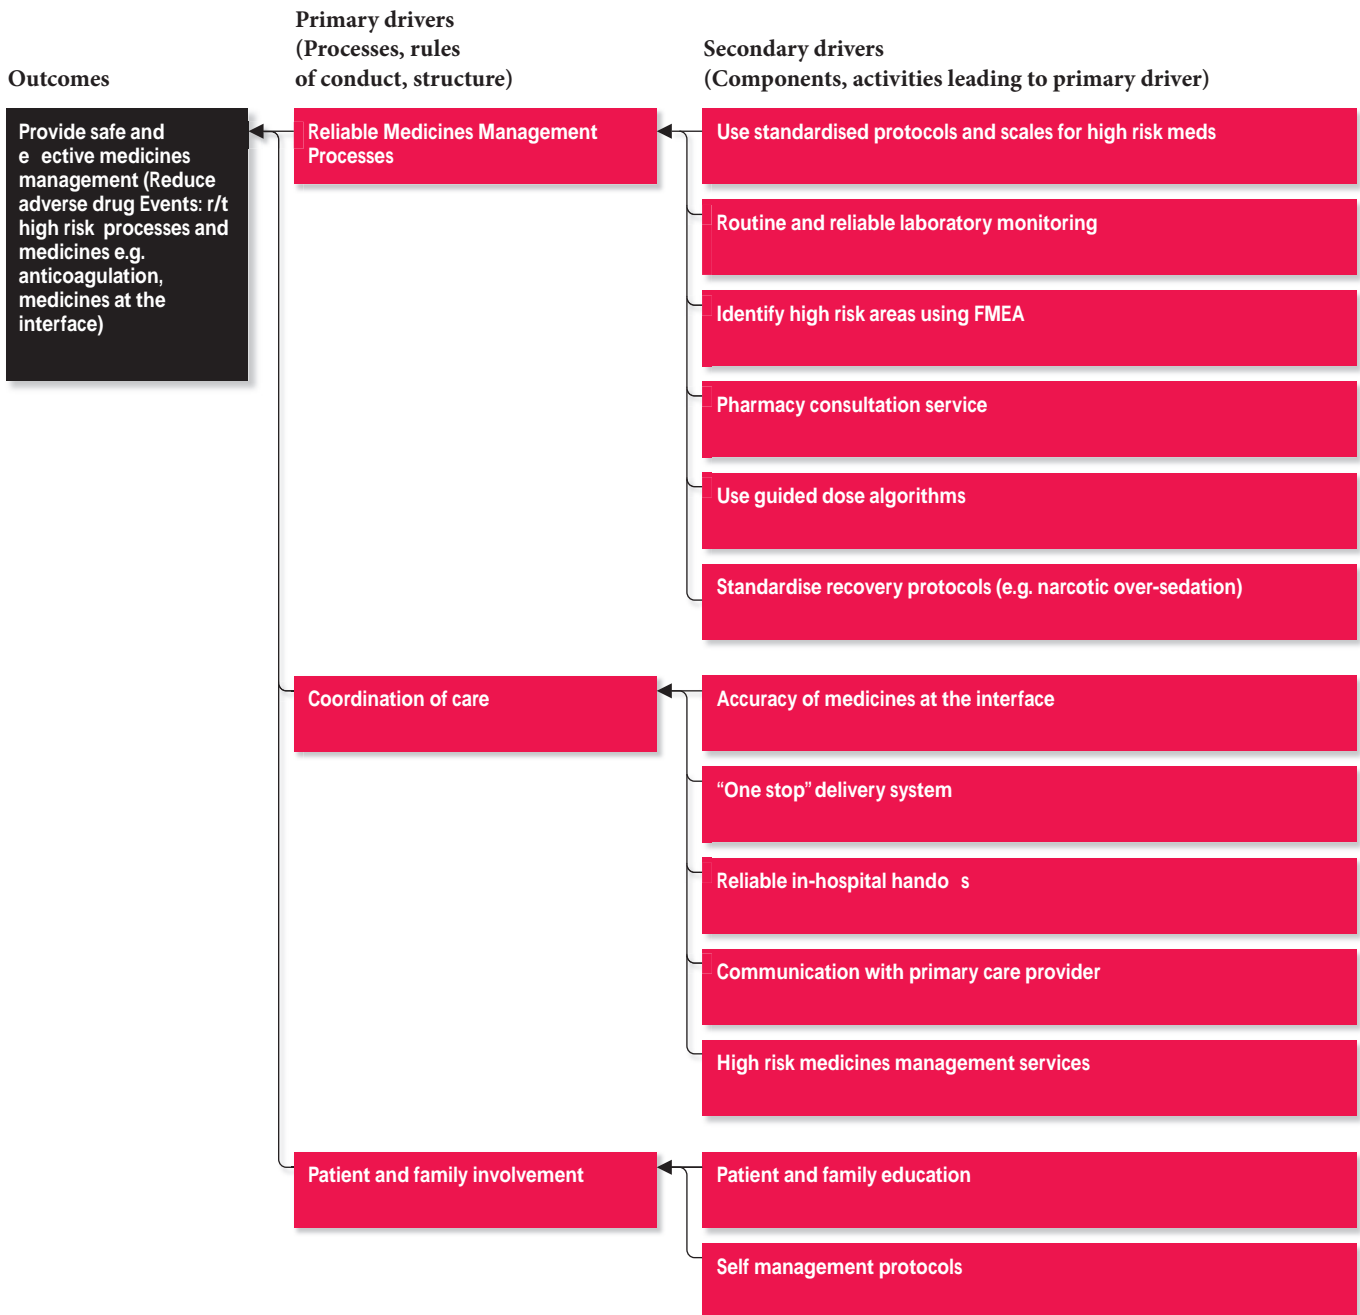 Outcomes
Primary drivers
(Processes, rules
of conduct, structure)
Secondary drivers
(Components, activities leading to primary driver)
Provide safe and
e ective medicines
management (Reduce
adverse drug Events: r/t
high risk processes and
medicines e.g.
anticoagulation,
medicines at the
interface)
Reliable Medicines Management
Processes
Use standardised protocols and scales for high risk meds
Routine and reliable laboratory monitoring
Identify high risk areas using FMEA
Pharmacy consultation service
Use guided dose algorithms
Standardise recovery protocols (e.g. narcotic over-sedation)
Coordination of care
Accuracy of medicines at the interface
“One stop” delivery system
Reliable in-hospital hando s
Communication with primary care provider
High risk medicines management services
Patient and family involvement
Patient and family education
Self management protocols